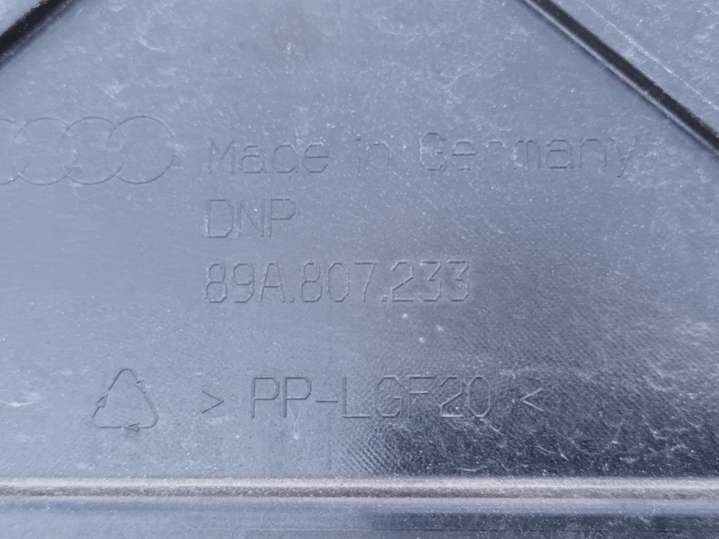 Made in Germany
DNP
89A.807.233
> PP-LGF20 <